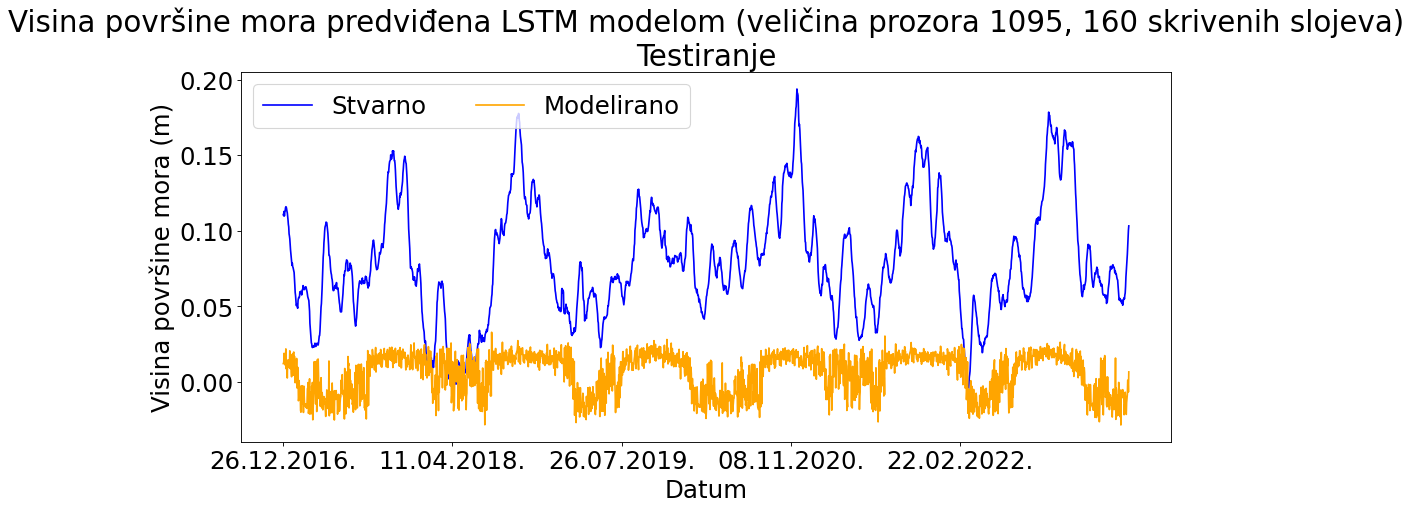 Visina površine mora predviđena LSTM modelom (veličina prozora 1095, 160 skrivenih slojeva)
Testiranje
Stvarno
Modelirano
Visina površine mora (m)
0.20
0.15
0.10
0.05
0.00
26.12.2016.
11.04.2018.
26.07.2019.
08.11.2020.
22.02.2022.
Datum